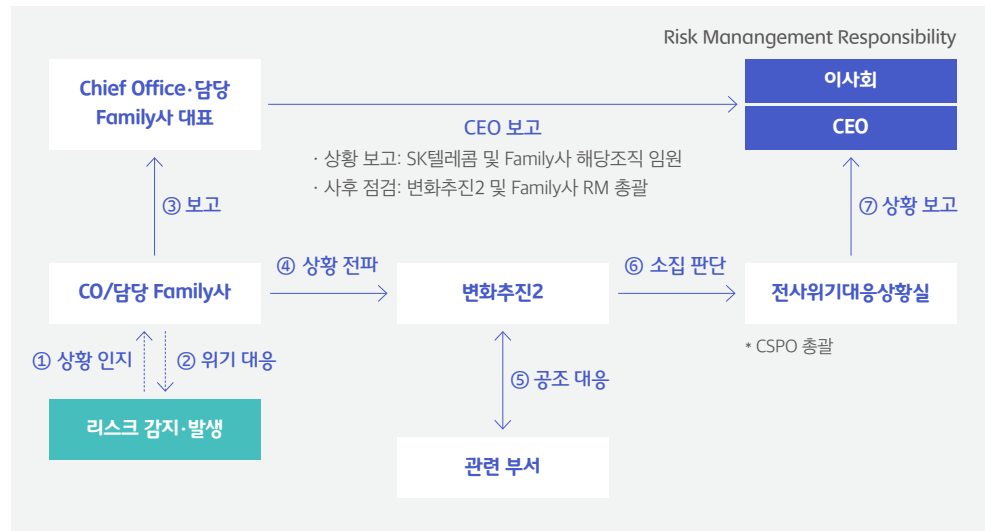 Risk Manangement Responsibility
Chief Office·담당
Family사 대표
이사회
CEO
CEO 보고
· 상황 보고: SK텔레콤 및 Family사 해당조직 임원
· 사후 점검: 변화추진2 및 Family사 RM 총괄
③ 보고
⑦ 상황 보고
④ 상황 전파
⑥ 소집 판단
CO/담당 Family사
변화추진2
전사위기대응상황실
* CSPO 총괄
① 상황 인지
② 위기 대응
⑤ 공조 대응
리스크 감지·발생
관련 부서